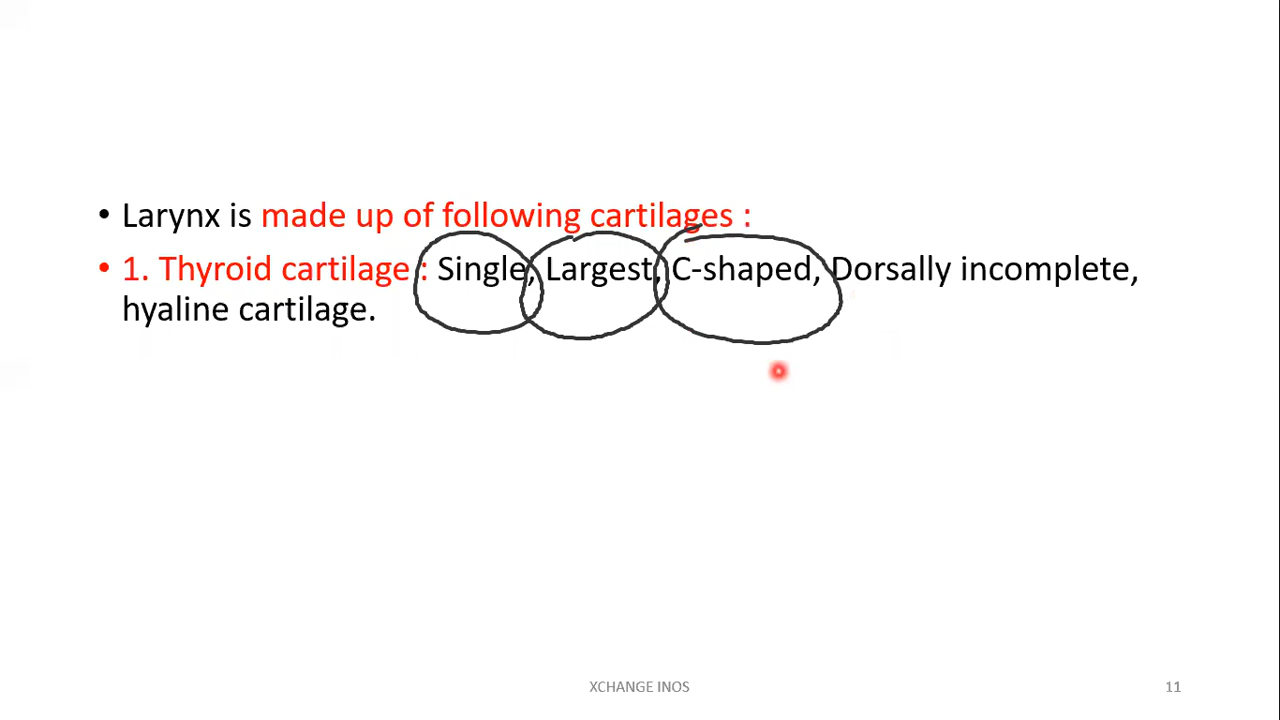 • Larynx is made up of following cartilages :
• 1. Thyroid cartilage : Single, Largest, C-shaped, Dorsally incomplete,
hyaline cartilage.
XCHANGE INOS
11